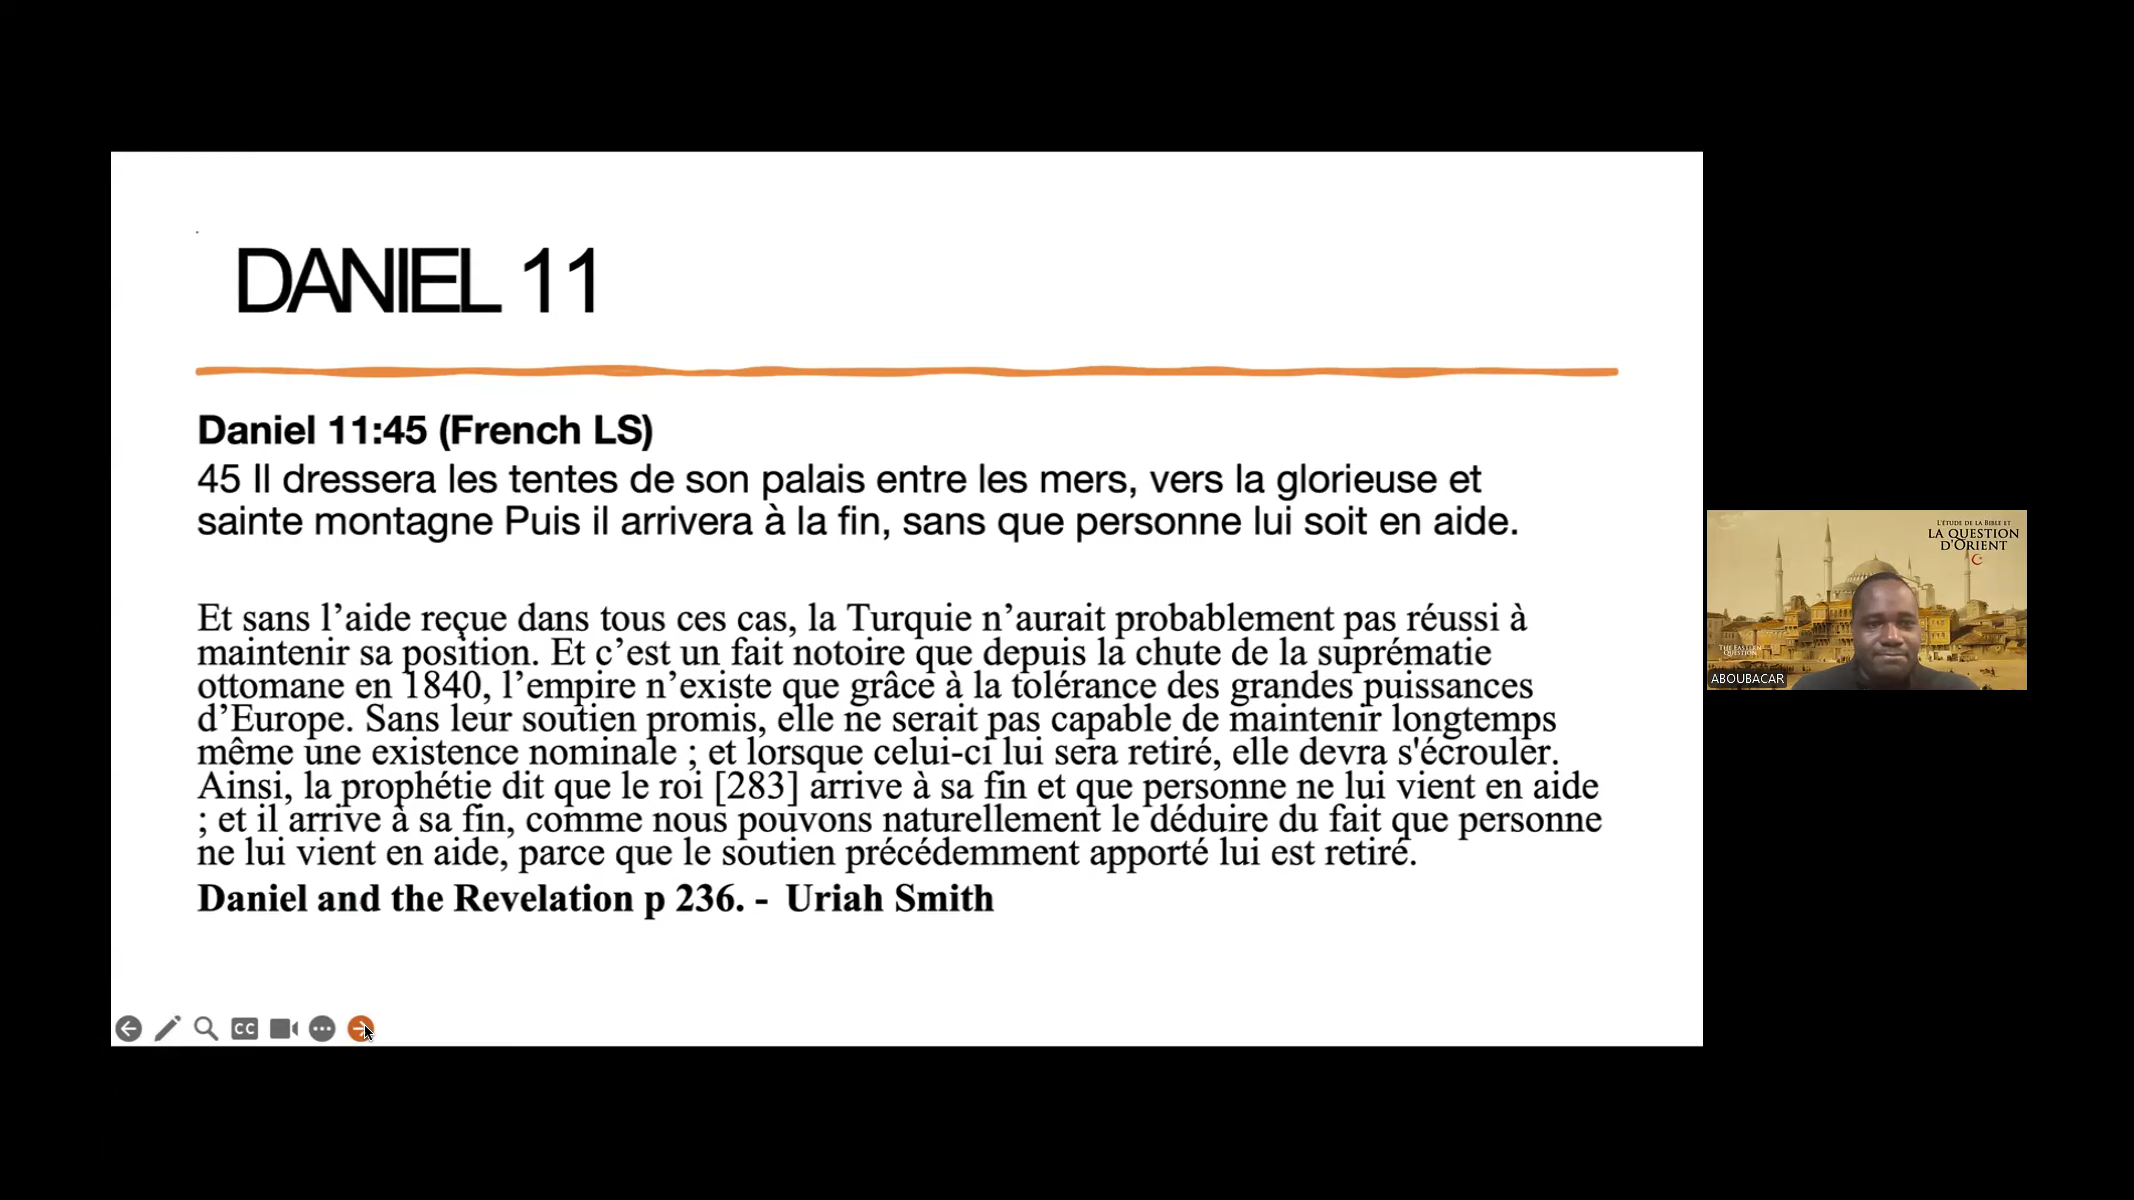 DANIEL 11
Daniel 11:45 (French LS)
45 Il dressera les tentes de son palais entre les mers, vers la glorieuse et
sainte montagne Puis il arrivera à la fin, sans que personne lui soit en aide.
Et sans l’aide reçue dans tous ces cas, la Turquie n’aurait probablement pas réussi à
maintenir sa position. Et c’est un fait notoire que depuis la chute de la suprématie
ottomane en 1840, l’empire n’existe que grâce à la tolérance des grandes puissances
d’Europe. Sans leur soutien promis, elle ne serait pas capable de maintenir longtemps
même une existence nominale ; et lorsque celui-ci lui sera retiré, elle devra s'écrouler.
Ainsi, la prophétie dit que le roi [283] arrive à sa fin et que personne ne lui vient en aide
; et il arrive à sa fin, comme nous pouvons naturellement le déduire du fait que personne
ne lui vient en aide, parce que le soutien précédemment apporté lui est retiré.
Daniel and the Revelation p 236. - Uriah Smith
CC
L'ÉTUDE DE LA BIBLE ET
LA QUESTION
D'ORIENT
THE EASTERN
QUESTION
ABOUBACAR